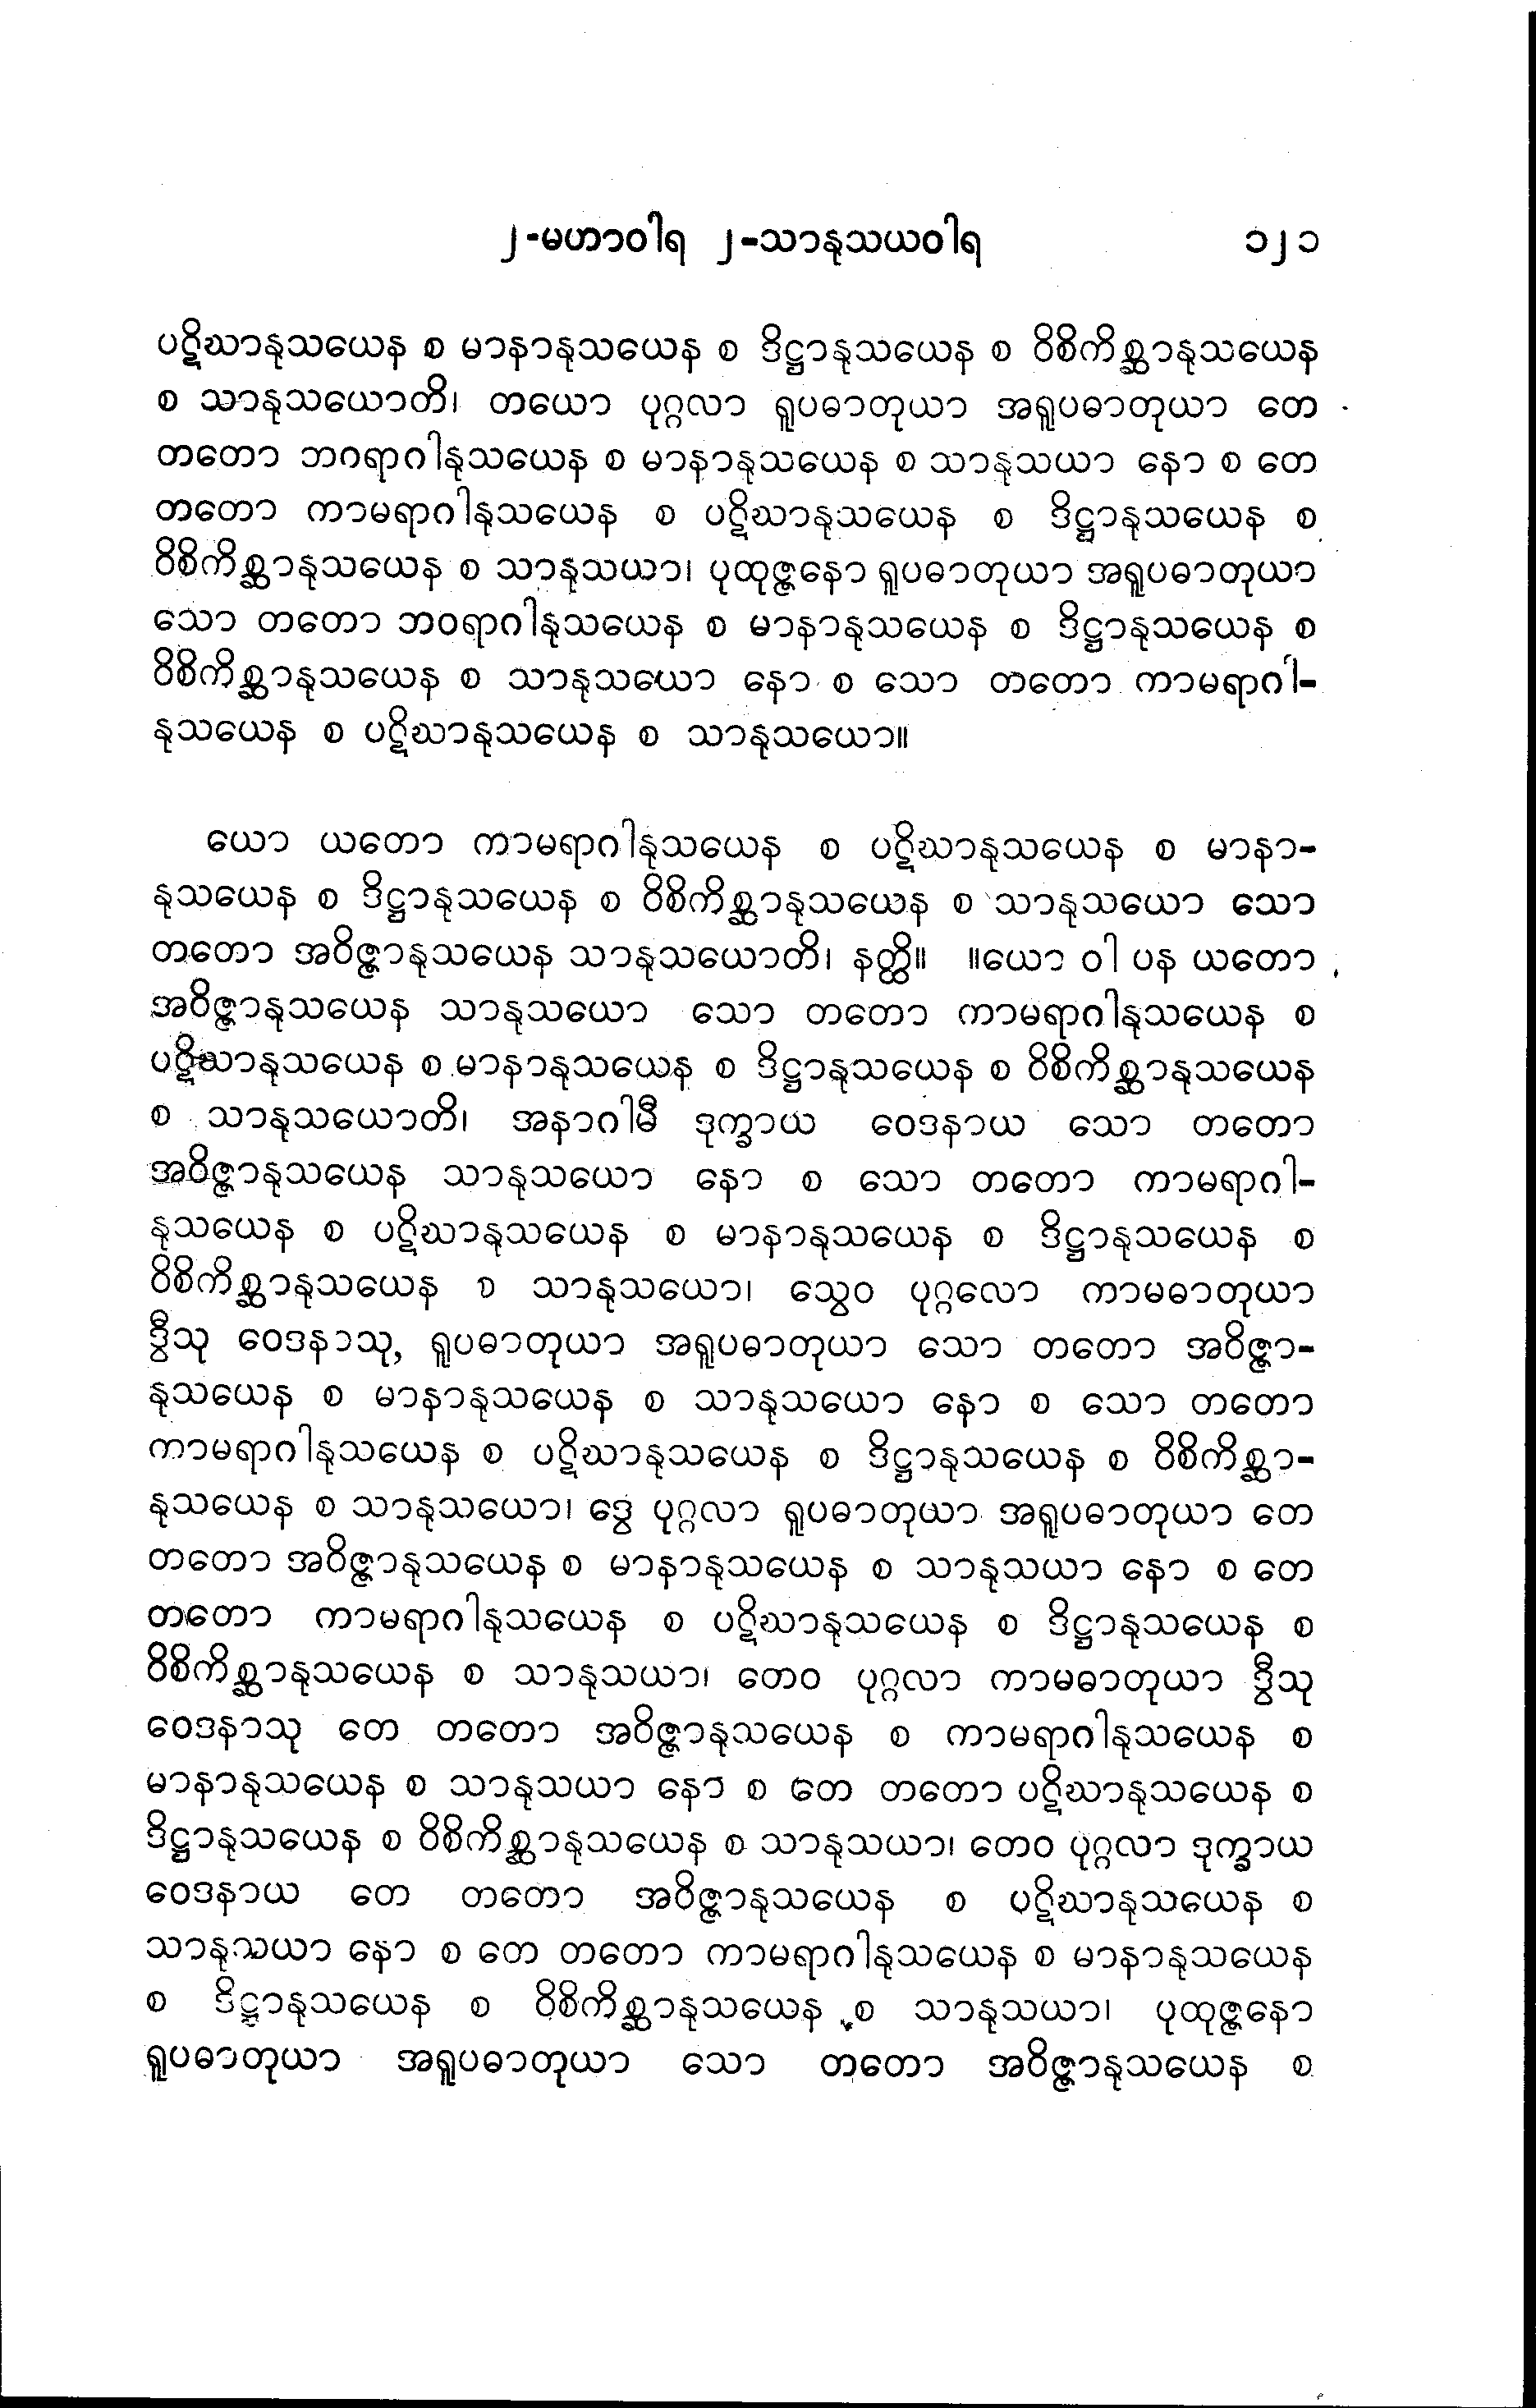 ၂-မဟာဝါရ ၂-သာနုသယဝါရ ၁၂၁
ပဋိဃာနုသယေန စ မာနာနုသယေန စ ဒိဋ္ဌာနုသယေန စ ဝိစိကိစ္ဆာနုသယေန
စ သာနုသယောတိ၊ တယော ပုဂ္ဂလာ ရူပဓာတုယာ အရူပဓာတုယာ တေ
တတော ဘဂရာဂါနုသယေန စ မာနာနုသယေန စ သာနုသယာ နော စ တေ
တတော ကာမရာဂါနုသယေန စ ပဋိဃာနုသယေန စ ဒိဋ္ဌာနုသယေန စ
ဝိစိကိစ္ဆာနုသယေန စ သာနုသယာ၊ ပုထုဇ္ဇနော ရူပဓာတုယာ အရူပဓာတုယာ
သော တတော ဘဝရာဂါနုသယေန စ မာနာနုသယေန စ ဒိဋ္ဌာနုသယေန စ
ဝိစိကိစ္ဆာနုသယေန စ သာနုသယော နော စ သော တတော ကာမရာဂါ-
နုသယေန စ ပဋိဃာနုသယေန စ သာနုသယော။
ယော ယတော ကာမရာဂါနုသယေန စ ပဋိဃာနုသယေန စ မာနာ-
နုသယေန စ ဒိဋ္ဌာနုသယေန စ ဝိစိကိစ္ဆာနုသယေန စ သာနုသယော သော
တတော အဝိဇ္ဇာနုသယေန သာနုသယောတိ၊ နတ္ထိ။ ။ယော ဝါ ပန ယတော
အဝိဇ္ဇာနုသယေန သာနုသယော သော တတော ကာမရာဂါနုသယေန စ
ပဋိဃာနုသယေန စ မာနာနုသယေန စ ဒိဋ္ဌာနုသယေန စ ဝိစိကိစ္ဆာနုသယေန
စ သာနုသယောတိ၊ အနာဂါမီ ဒုက္ခာယ ဝေဒနာယ သော တတော
အဝိဇ္ဇာနုသယေန သာနုသယော နော စ သော တတော ကာမရာဂါ-
နုသယေန စ ပဋိဃာနုသယေန စ မာနာနုသယေန စ ဒိဋ္ဌာနုသယေန စ
ဝိစိကိစ္ဆာနုသယေန စ သာနုသယော၊ သွေဝ ပုဂ္ဂလော ကာမဓာတုယာ
ဒွီသု ဝေဒနာသု, ရူပဓာတုယာ အရူပဓာတုယာ သော တတော အဝိဇ္ဇာ-
နုသယေန စ မာနာနုသယေန စ သာနုသယော နော စ သော တတော
ကာမရာဂါနုသယေန စ ပဋိဃာနုသယေန စ ဒိဋ္ဌာနုသယေန စ ဝိစိကိစ္ဆာ-
နုသယေန စ သာနုသယော၊ ဒွေ ပုဂ္ဂလာ ရူပဓာတုယာ အရူပဓာတုယာ တေ
တတော အဝိဇ္ဇာနုသယေန စ မာနာနုသယေန စ သာနုသယာ နော စ တေ
တတော ကာမရာဂါနုသယေန စ ပဋိဃာနုသယေန စ ဒိဋ္ဌာနုသယေန စ
ဝိစိကိစ္ဆာနုသယေန စ သာနုသယာ၊ တေဝ ပုဂ္ဂလာ ကာမဓာတုယာ ဒွီသု
ဝေဒနာသု တေ တတော အဝိဇ္ဇာနုသယေန စ ကာမရာဂါနုသယေန စ
မာနာနုသယေန စ သာနုသယာ နော စ တေ တတော ပဋိဃာနုသယေန စ
ဒိဋ္ဌာနုသယေန စ ဝိစိကိစ္ဆာနုသယေန စ သာနုသယာ၊ တေဝ ပုဂ္ဂလာ ဒုက္ခာယ
ဝေဒနာယ တေ တတော အဝိဇ္ဇာနုသယေန စ ပဋိဃာနုသယေန စ
သာနုသယာ နော စ တေ တတော ကာမရာဂါနုသယေန စ မာနာနုသယေန
စ ဒိဋ္ဌာနုသယေန စ ဝိစိကိစ္ဆာနုသယေန စ သာနုသယာ၊ ပုထုဇ္ဇနော
ရူပဓာတုယာ အရူပဓာတုယာ သော တတော အဝိဇ္ဇာနုသယေန စ